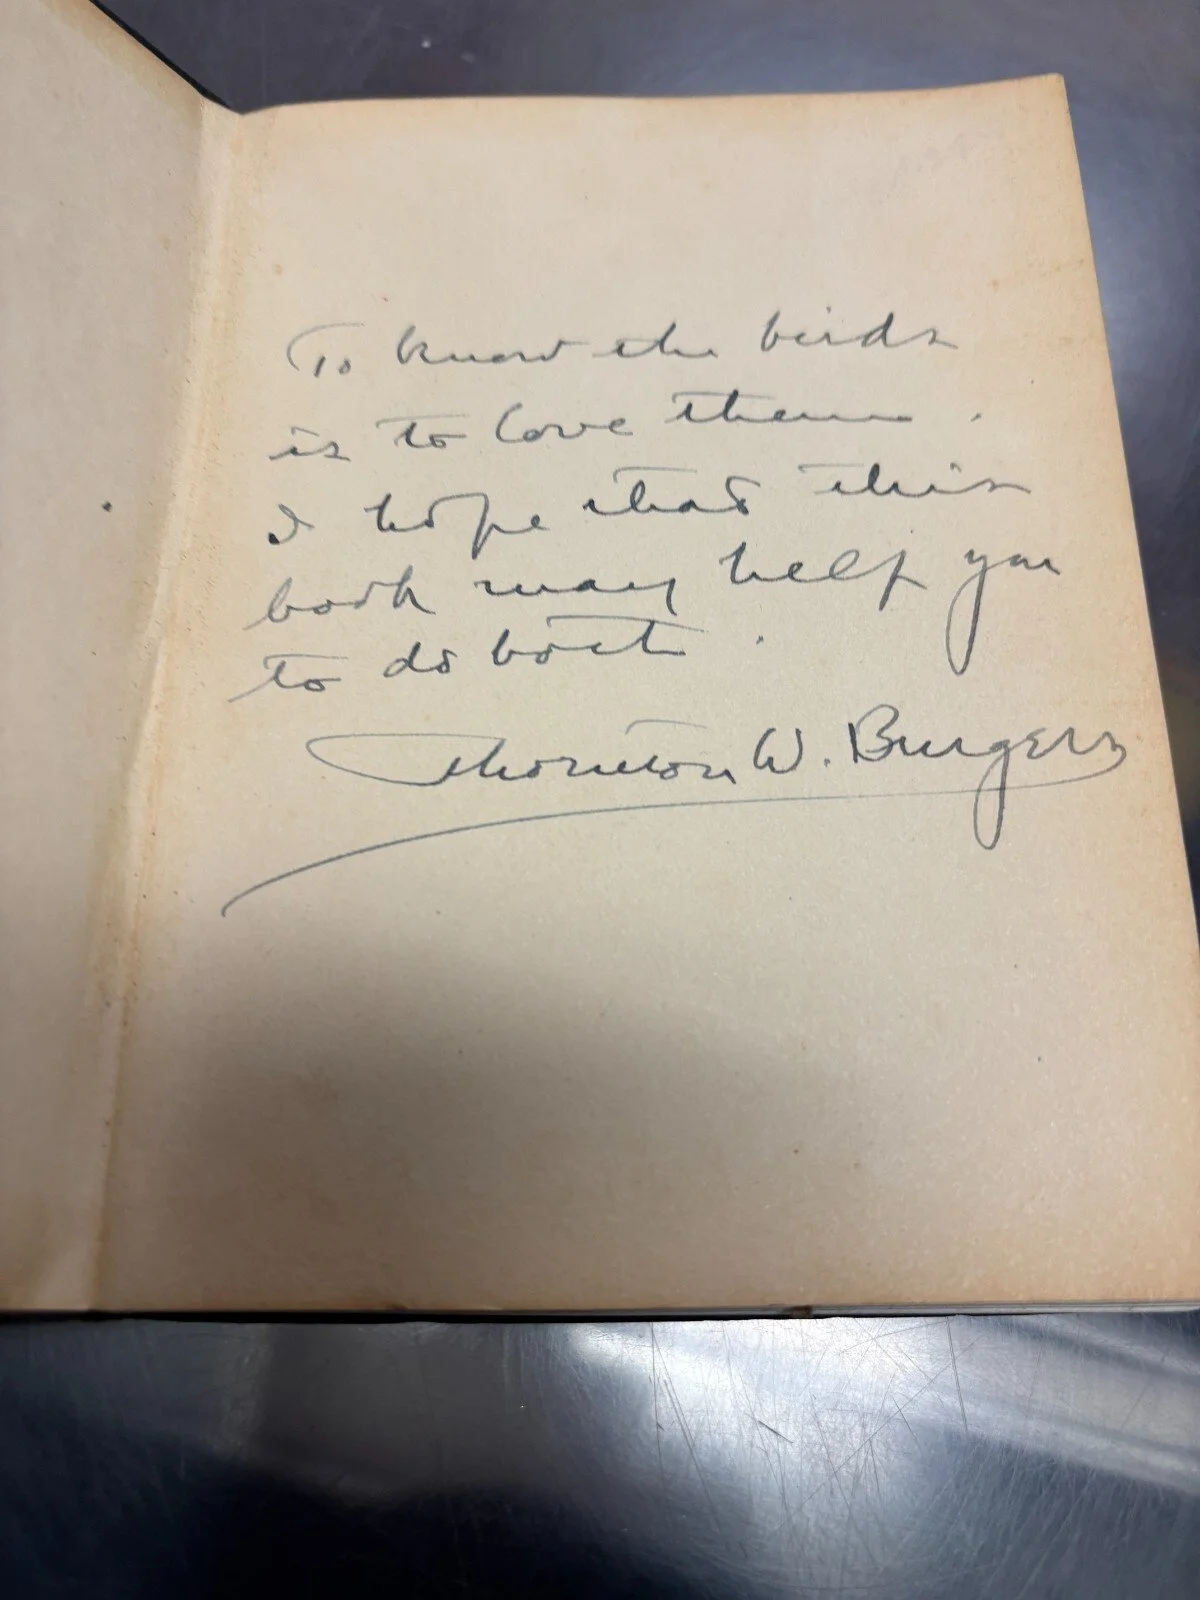 To know the birds
is to love them.
I hope that this
book may help you
to do both.
Thornton W. Burgess